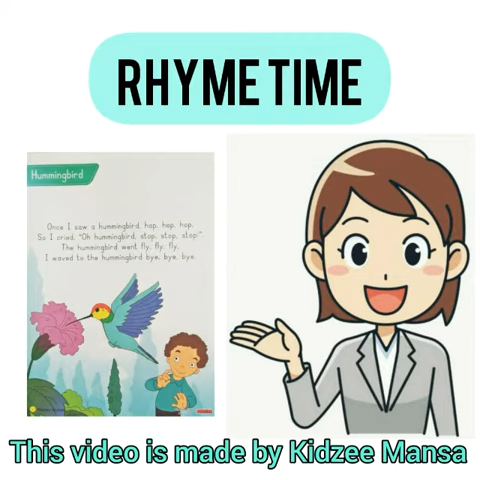 RHYME TIME
Hummingbird
Once I saw a hummingbird hop, hop, hop.
So I cried, "Oh hummingbird, stop, stop, stop!"
The hummingbird went fly, fly, fly.
I waved to the hummingbird bye, bye, bye.
This video is made by Kidzee Mansa